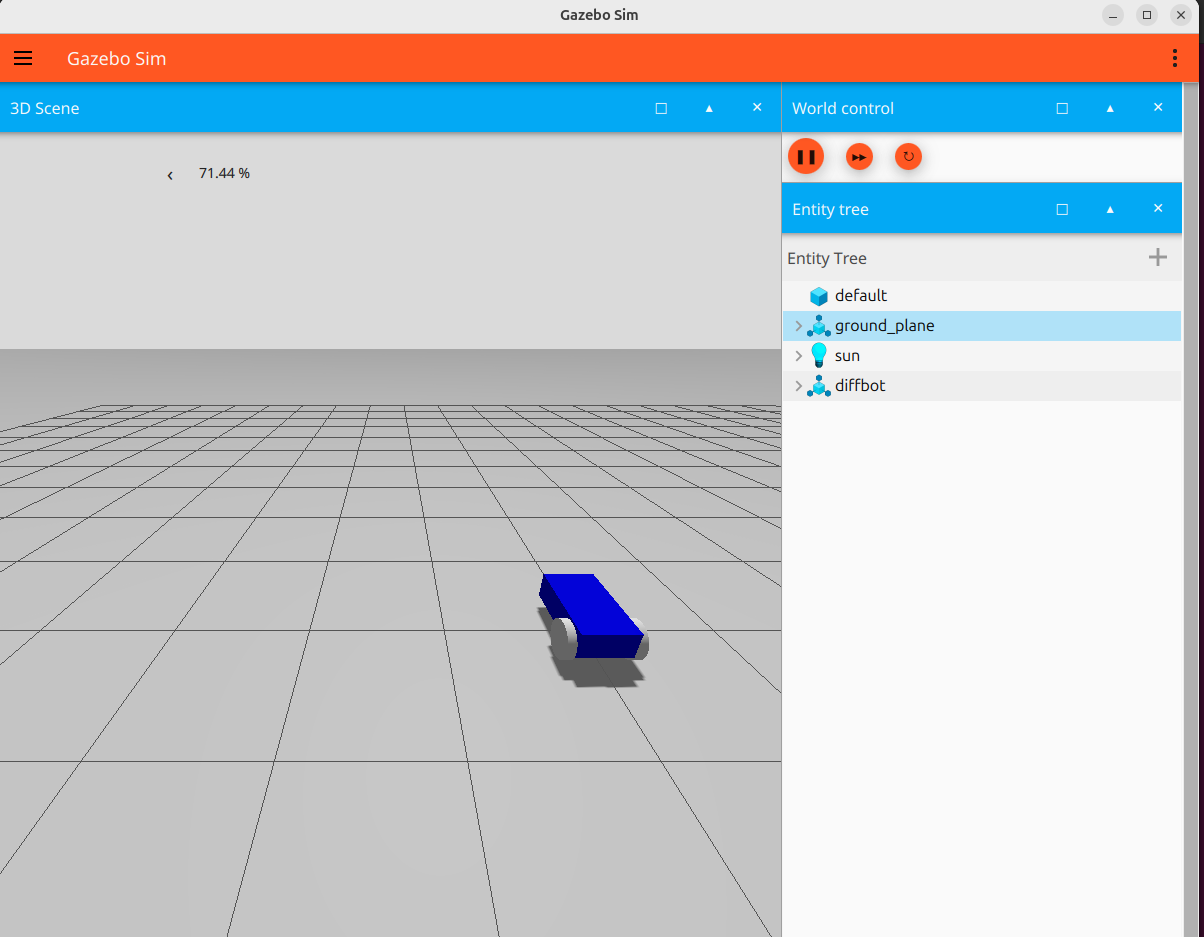 Gazebo Sim
Gazebo Sim
3D Scene
71.44 %
World control
Entity tree
Entity Tree
default
ground_plane
sun
diffbot